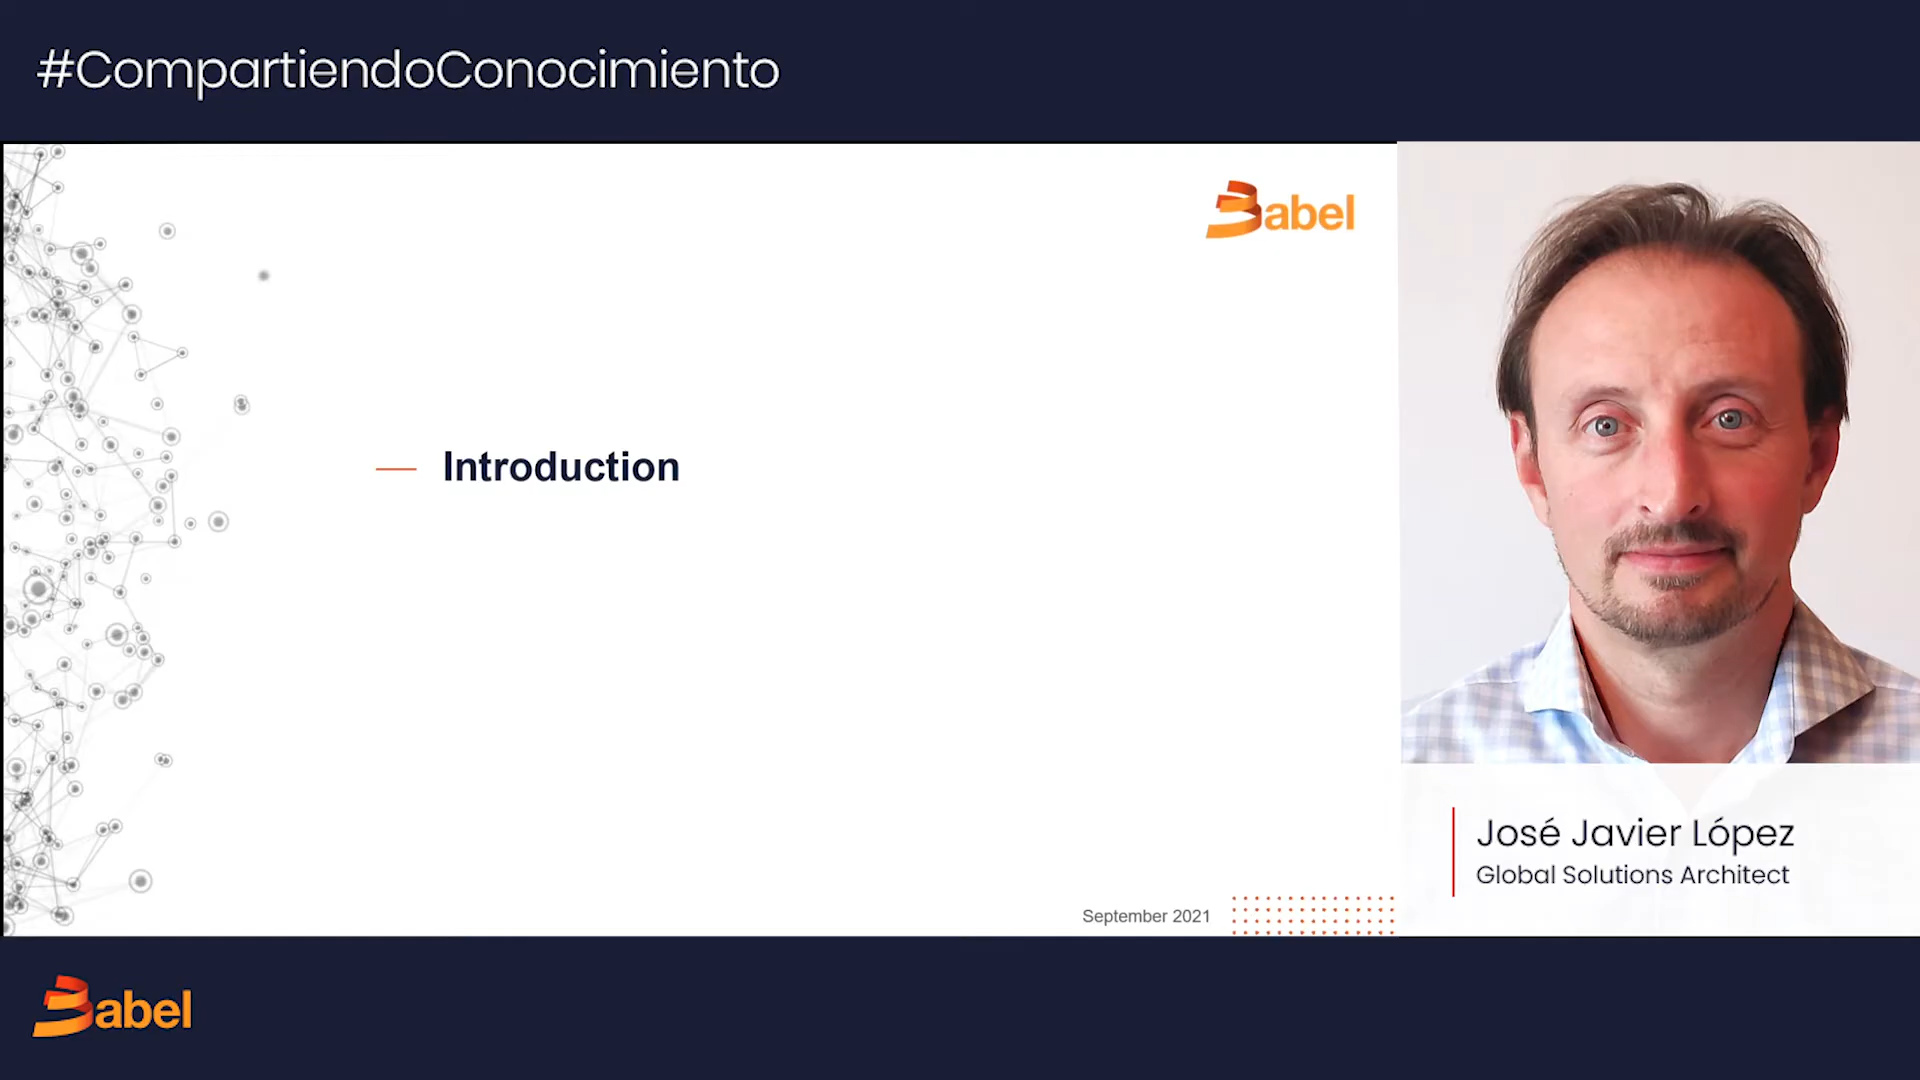 #CompartiendoConocimiento
Babel
Introduction
September 2021
José Javier López
Global Solutions Architect
Babel